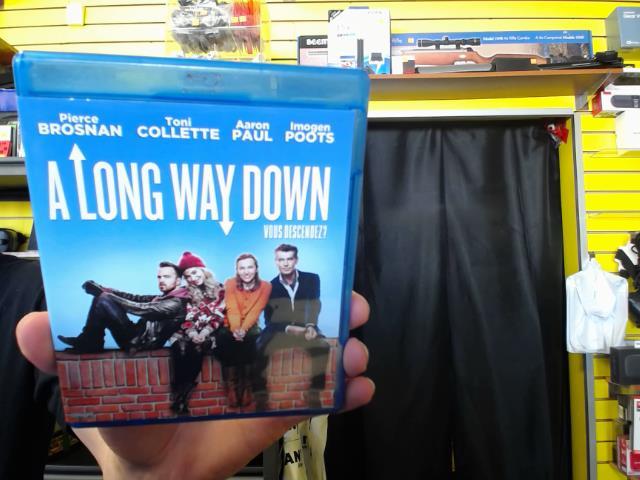 Pierce
BROSNAN
Toni
COLLETTE
Aaron
PAUL
Imogen
POOTS
A LONG WAY DOWN
VOUS DESCENDEZ?